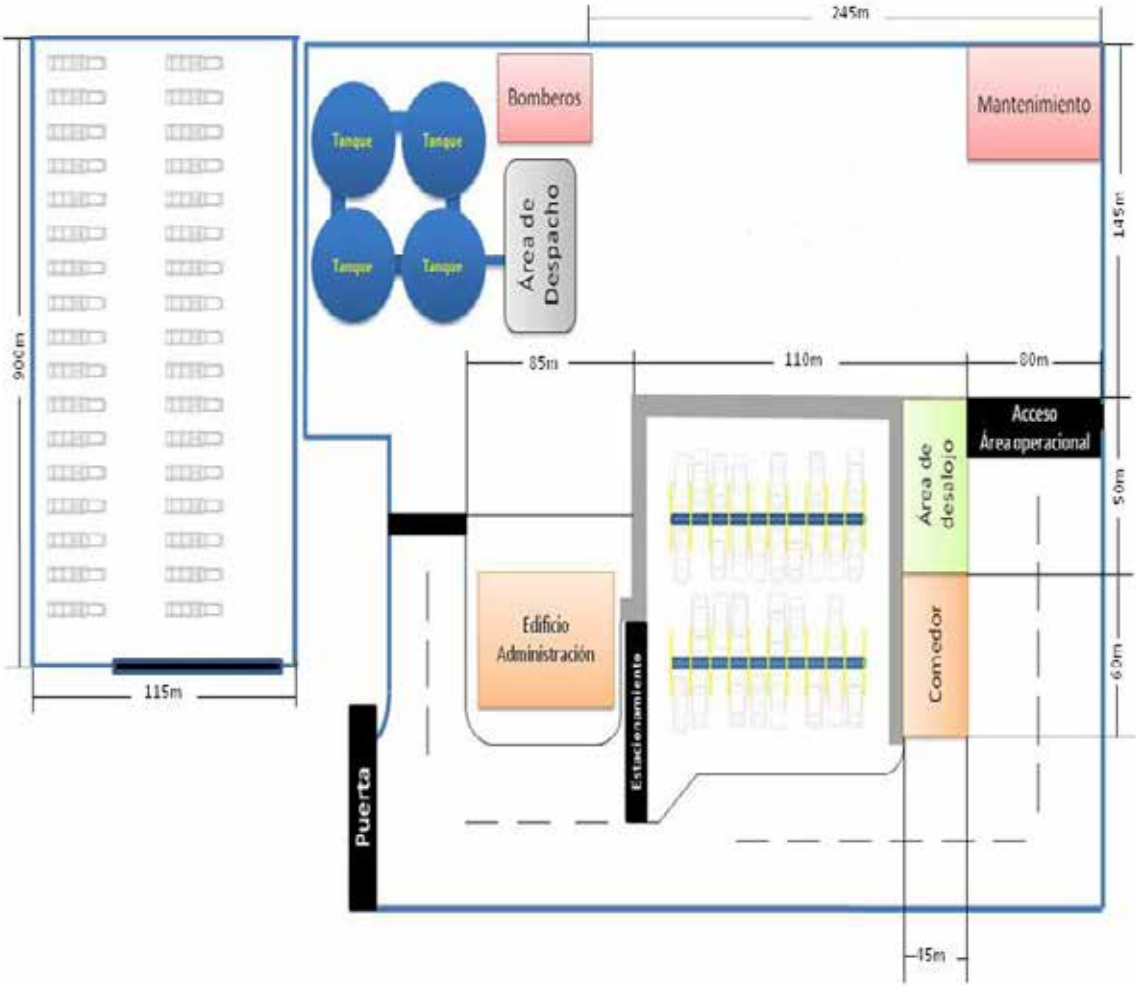 245m
Bomberos
Mantenimiento
Tanque
Tanque
Área de
Despacho
145m
Tanque
Tanque
900m
85m
110m
80m
Acceso
Área operacional
Área de
desalojo
50m
Edificio
Administración
Estacionamiento
Comedor
60m
115m
Puerta
45m